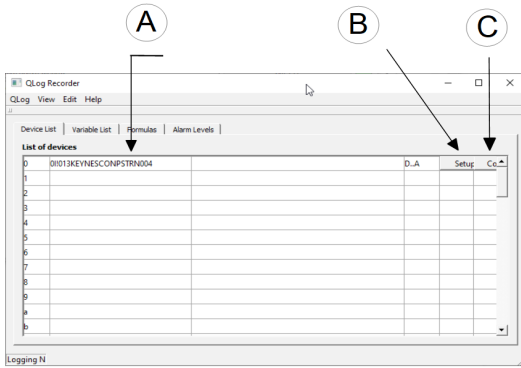 A B C
QLog Recorder
QLog View Edit Help
Device List Variable List Formulas Alarm Levels
List of devices
0 0!!013KEYNESCONPSTRN004 D..A Setup Co
1
2
3
4
5
6
7
8
9
a
b
Logging N